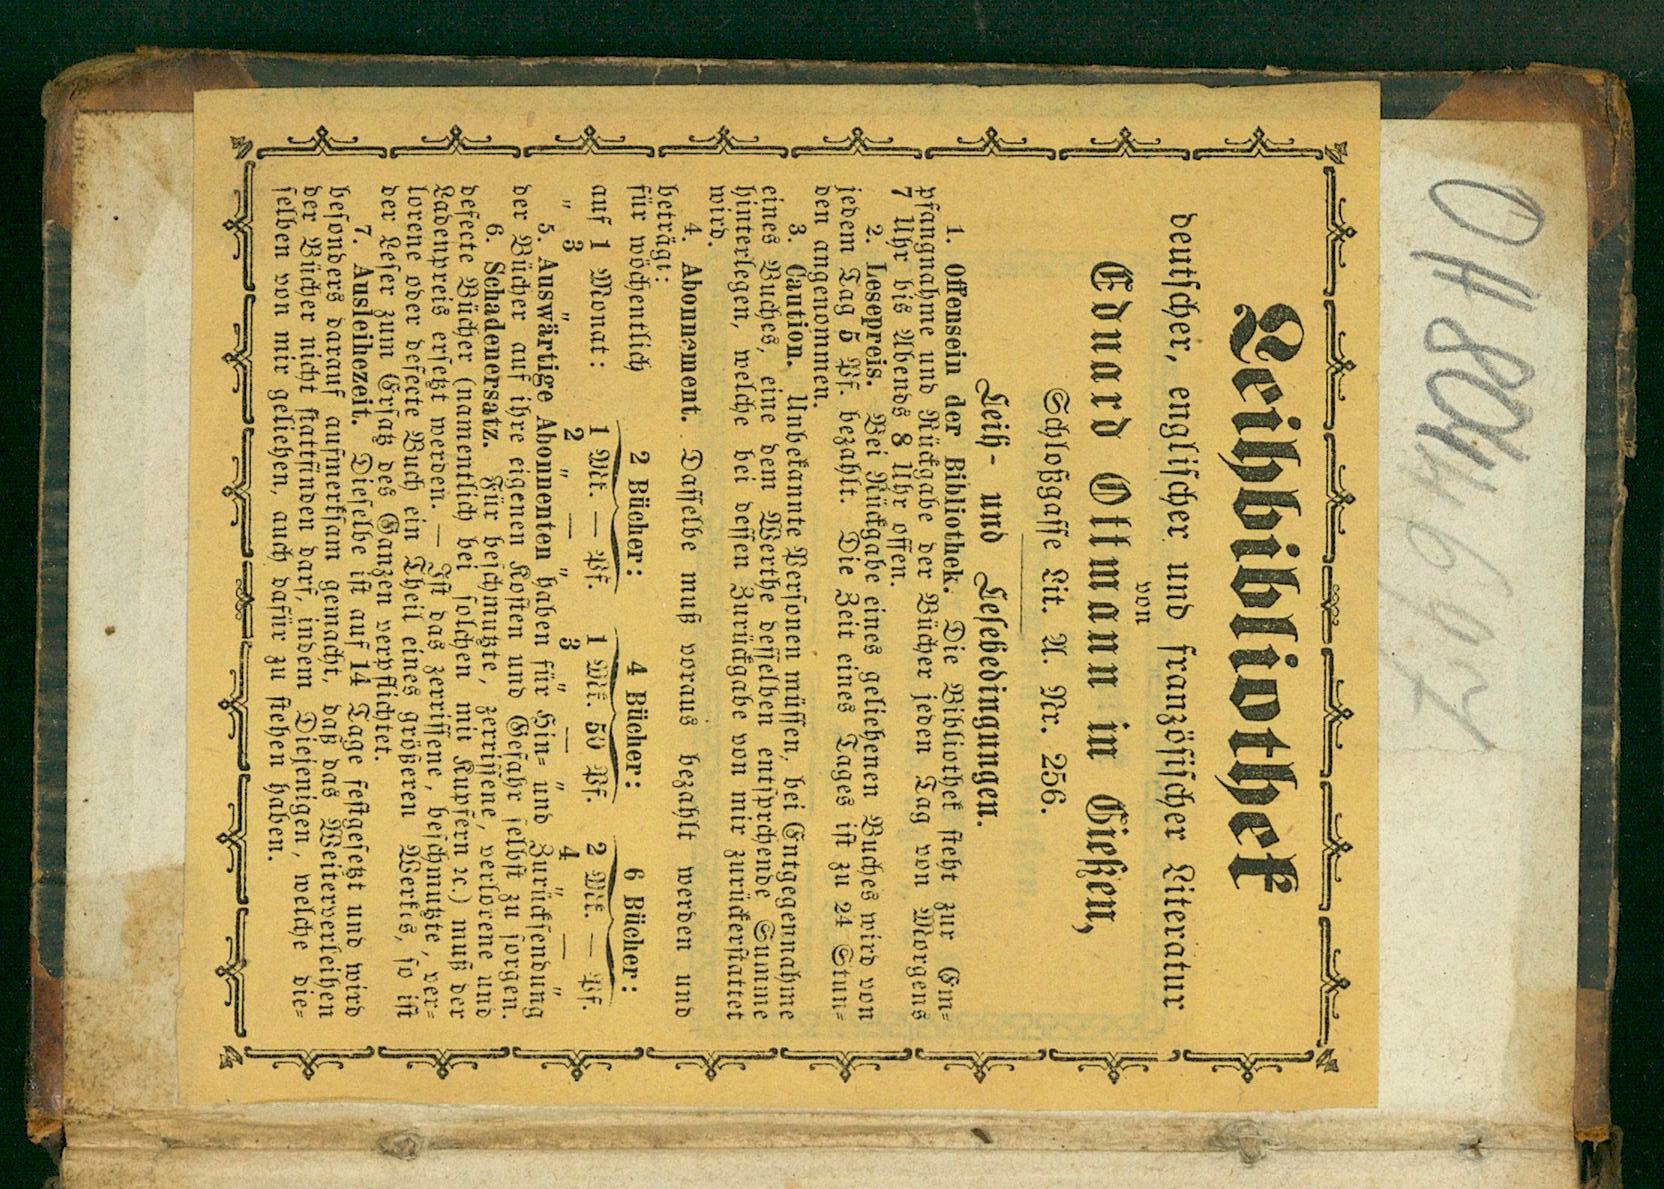 Leihbibliothek
deutscher, englischer und französischer Literatur
von
Eduard Ottmann in Gießen,
Schloßgasse Lit. A. Nr. 256.
Leih- und Lesebedingungen.
1. Offensein der Bibliothek. Die Bibliothek steht zur Em-
pfangnahme und Rückgabe der Bücher jeden Tag von Morgens
7 Uhr bis Abends 8 Uhr offen.
2. Lesepreis. Bei Rückgabe eines geliehenen Buches wird von
jedem Tag 5 Pf. bezahlt. Die Zeit eines Tages ist zu 24 Stun-
den angenommen.
3. Caution. Unbekannte Personen müssen, bei Entgegennahme
eines Buches, eine dem Werthe desselben entsprchende Summe
hinterlegen, welche bei dessen Zurückgabe von mir zurückerstattet
wird.
4. Abonnement. Dasselbe muß voraus bezahlt werden und
beträgt:
für wöchentlich 2 Bücher: 4 Bücher: 6 Bücher:
auf 1 Monat: 1 Mk. — Pf. 1 Mk. 50 Pf. 2 Mk. — Pf.
" 3 " 2 " — " 3 " — " 4 " — "
5. Auswärtige Abonnenten haben für Hin- und Zurücksendung
der Bücher auf ihre eigenen Kosten und Gefahr selbst zu sorgen.
6. Schadenersatz. Für beschmutzte, zerrissene, verlorene und
defecte Bücher (namentlich bei solchen mit Kupfern ꝛc.) muß der
Ladenpreis ersetzt werden. — Ist das zerrissene, beschmutzte, ver-
lorene oder defecte Buch ein Theil eines größeren Werkes, so ist
der Leser zum Ersatz des Ganzen verpflichtet.
7. Ausleihezeit. Dieselbe ist auf 14 Tage festgesetzt und wird
besonders darauf aufmerksam gemacht, daß das Weiterverleihen
der Bücher nicht stattfinden darf, indem Diejenigen, welche die-
selben von mir geliehen, auch dafür zu stehen haben.